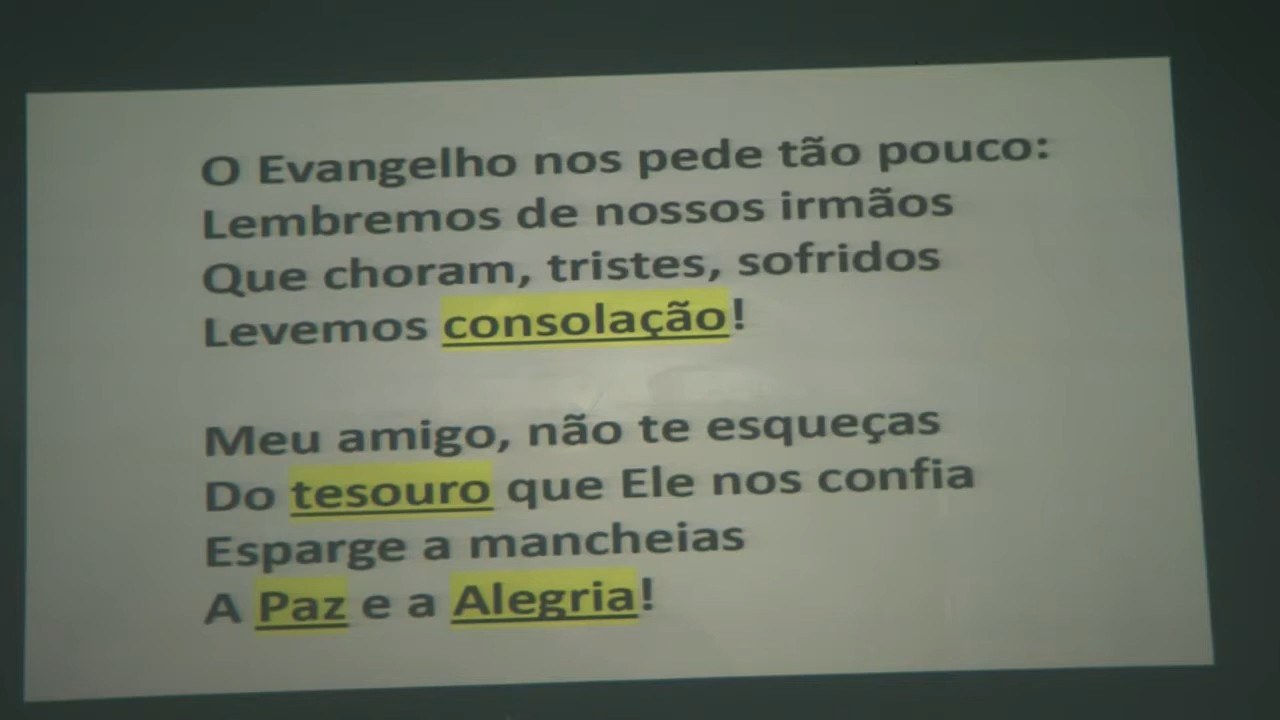 O Evangelho nos pede tão pouco:
Lembremos de nossos irmãos
Que choram, tristes, sofridos
Levemos consolação!
Meu amigo, não te esqueças
Do tesouro que Ele nos confia
Esparge a mancheias
A Paz e a Alegria!